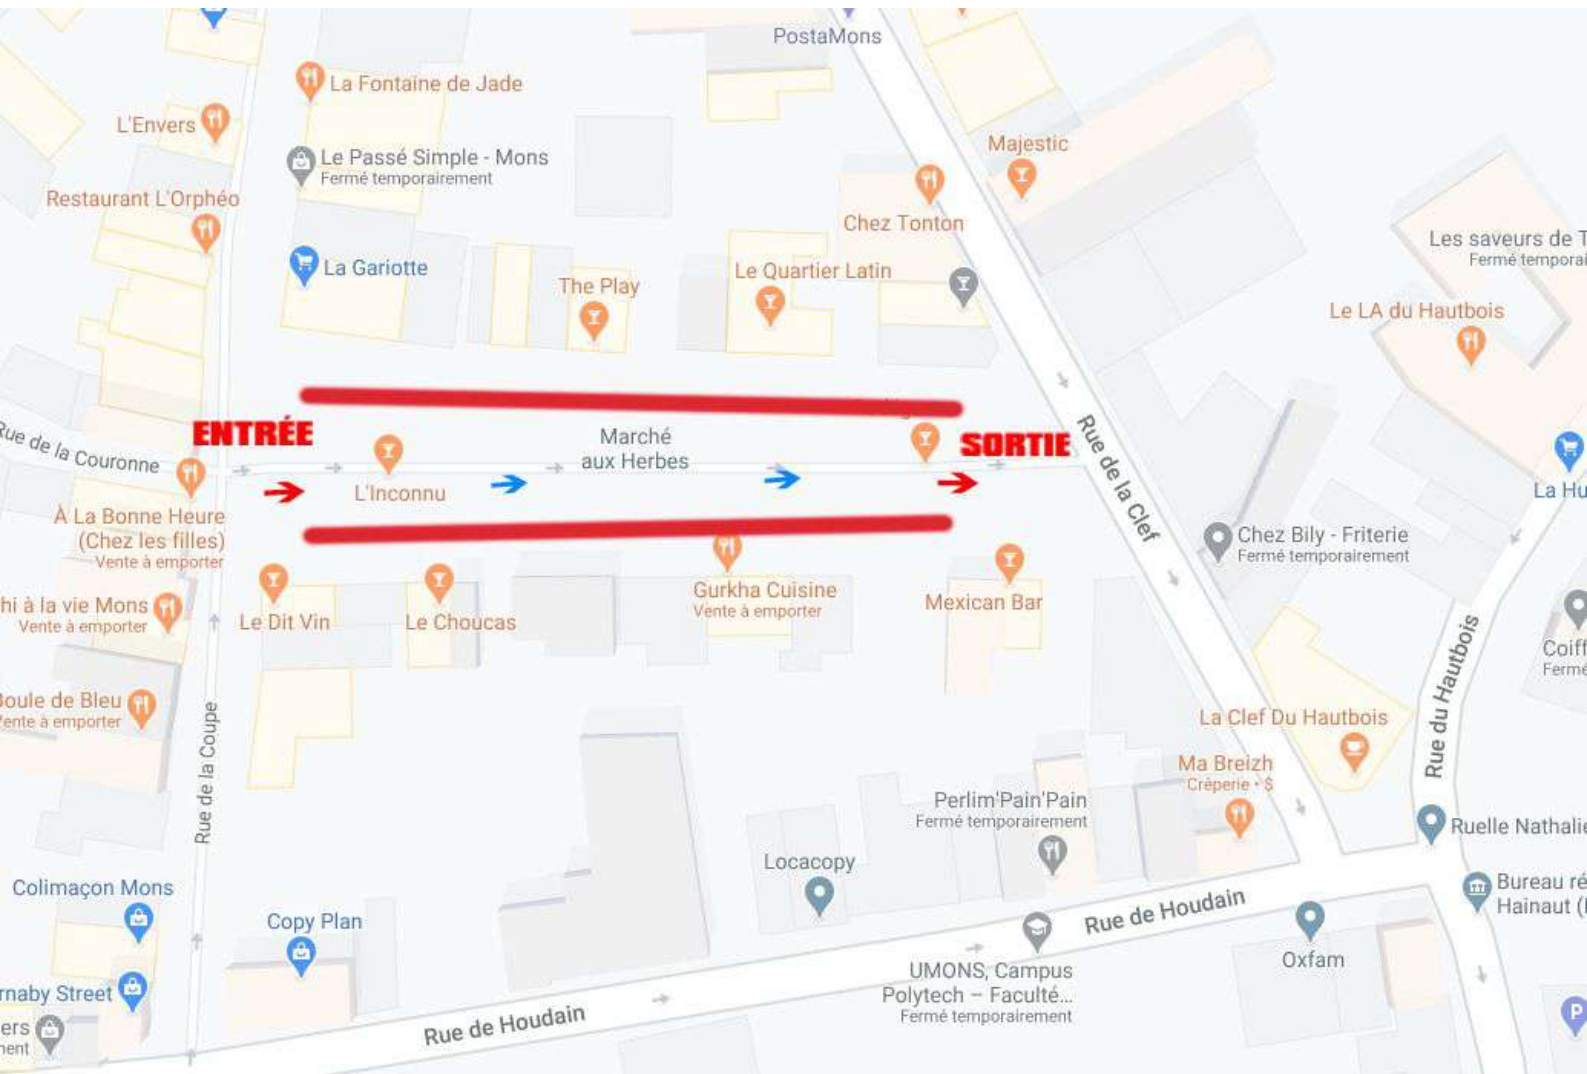 PostaMons
La Fontaine de Jade
L'Envers
Majestic
Le Passé Simple - Mons
Fermé temporairement
Restaurant L'Orphéo
Chez Tonton
Les saveurs de T
Fermé temporai
La Gariotte
Le Quartier Latin
The Play
Le LA du Hautbois
ENTRÉE
Marché
aux Herbes
SORTIE
Rue de la Couronne
Rue de la Clef
L'Inconnu
La Hu
À La Bonne Heure
(Chez les filles)
Vente à emporter
Chez Bily - Friterie
Fermé temporairement
Gurkha Cuisine
Vente à emporter
Mexican Bar
hi à la vie Mons
Vente à emporter
Le Dit Vin
Le Choucas
Coiff
Fermé
Rue du Hautbois
Boule de Bleu
Vente à emporter
Rue de la Coupe
La Clef Du Hautbois
Ma Breizh
Crêperie • $
Perlim'Pain'Pain
Fermé temporairement
Ruelle Nathalie
Locacopy
Colimaçon Mons
Bureau ré
Hainaut (
Copy Plan
Rue de Houdain
Oxfam
UMONS, Campus
Polytech – Faculté...
Fermé temporairement
rnaby Street
Rue de Houdain
ers
ment
P